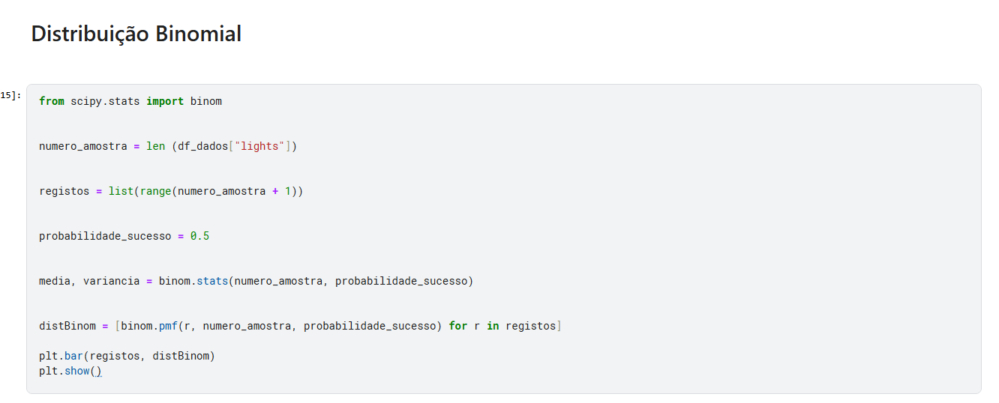 Distribuição Binomial
15]:
from scipy.stats import binom
numero_amostra = len (df_dados["lights"])
registos = list(range(numero_amostra + 1))
probabilidade_sucesso = 0.5
media, variancia = binom.stats(numero_amostra, probabilidade_sucesso)
distBinom = [binom.pmf(r, numero_amostra, probabilidade_sucesso) for r in registos]
plt.bar(registos, distBinom)
plt.show()